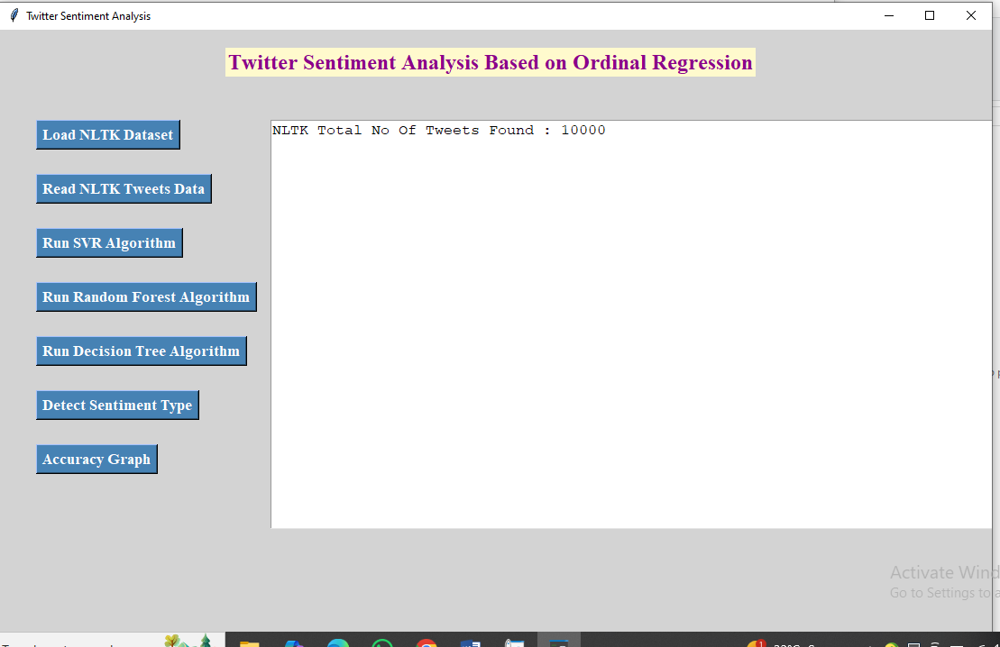 Twitter Sentiment Analysis
Twitter Sentiment Analysis Based on Ordinal Regression
Load NLTK Dataset
NLTK Total No Of Tweets Found : 10000
Read NLTK Tweets Data
Run SVR Algorithm
Run Random Forest Algorithm
Run Decision Tree Algorithm
Detect Sentiment Type
Accuracy Graph
Activate Wind
Go to Settings to a